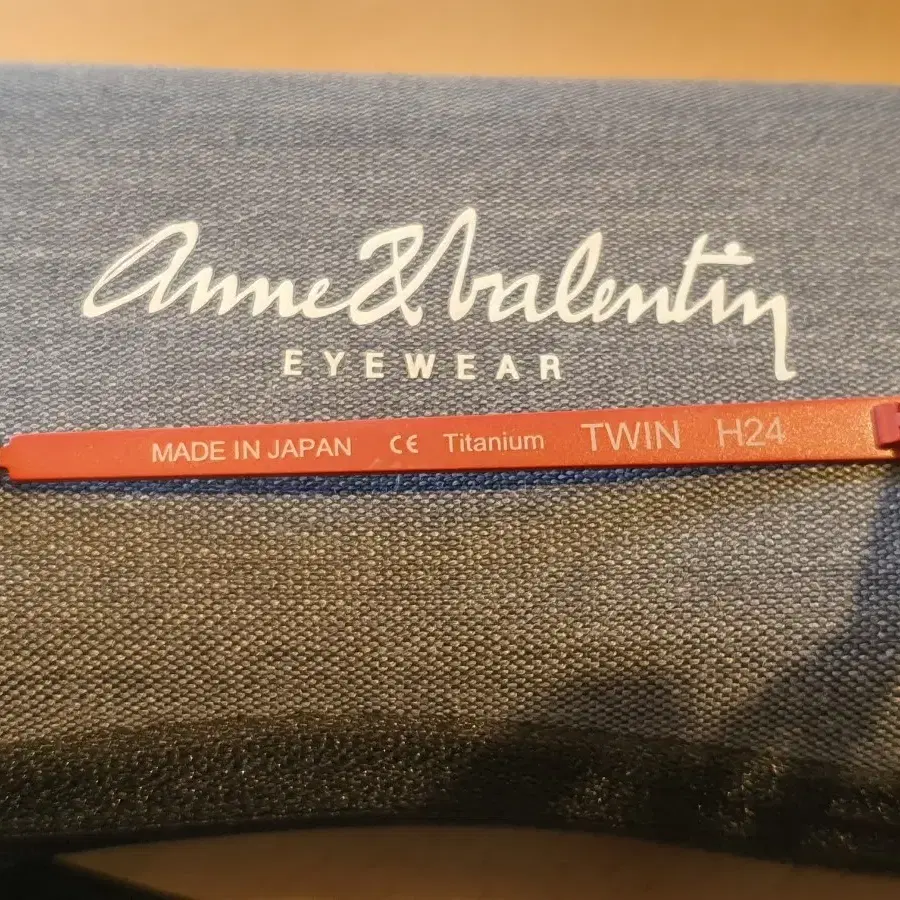 Anne & Valentin
EYEWEAR
MADE IN JAPAN CE Titanium TWIN H24